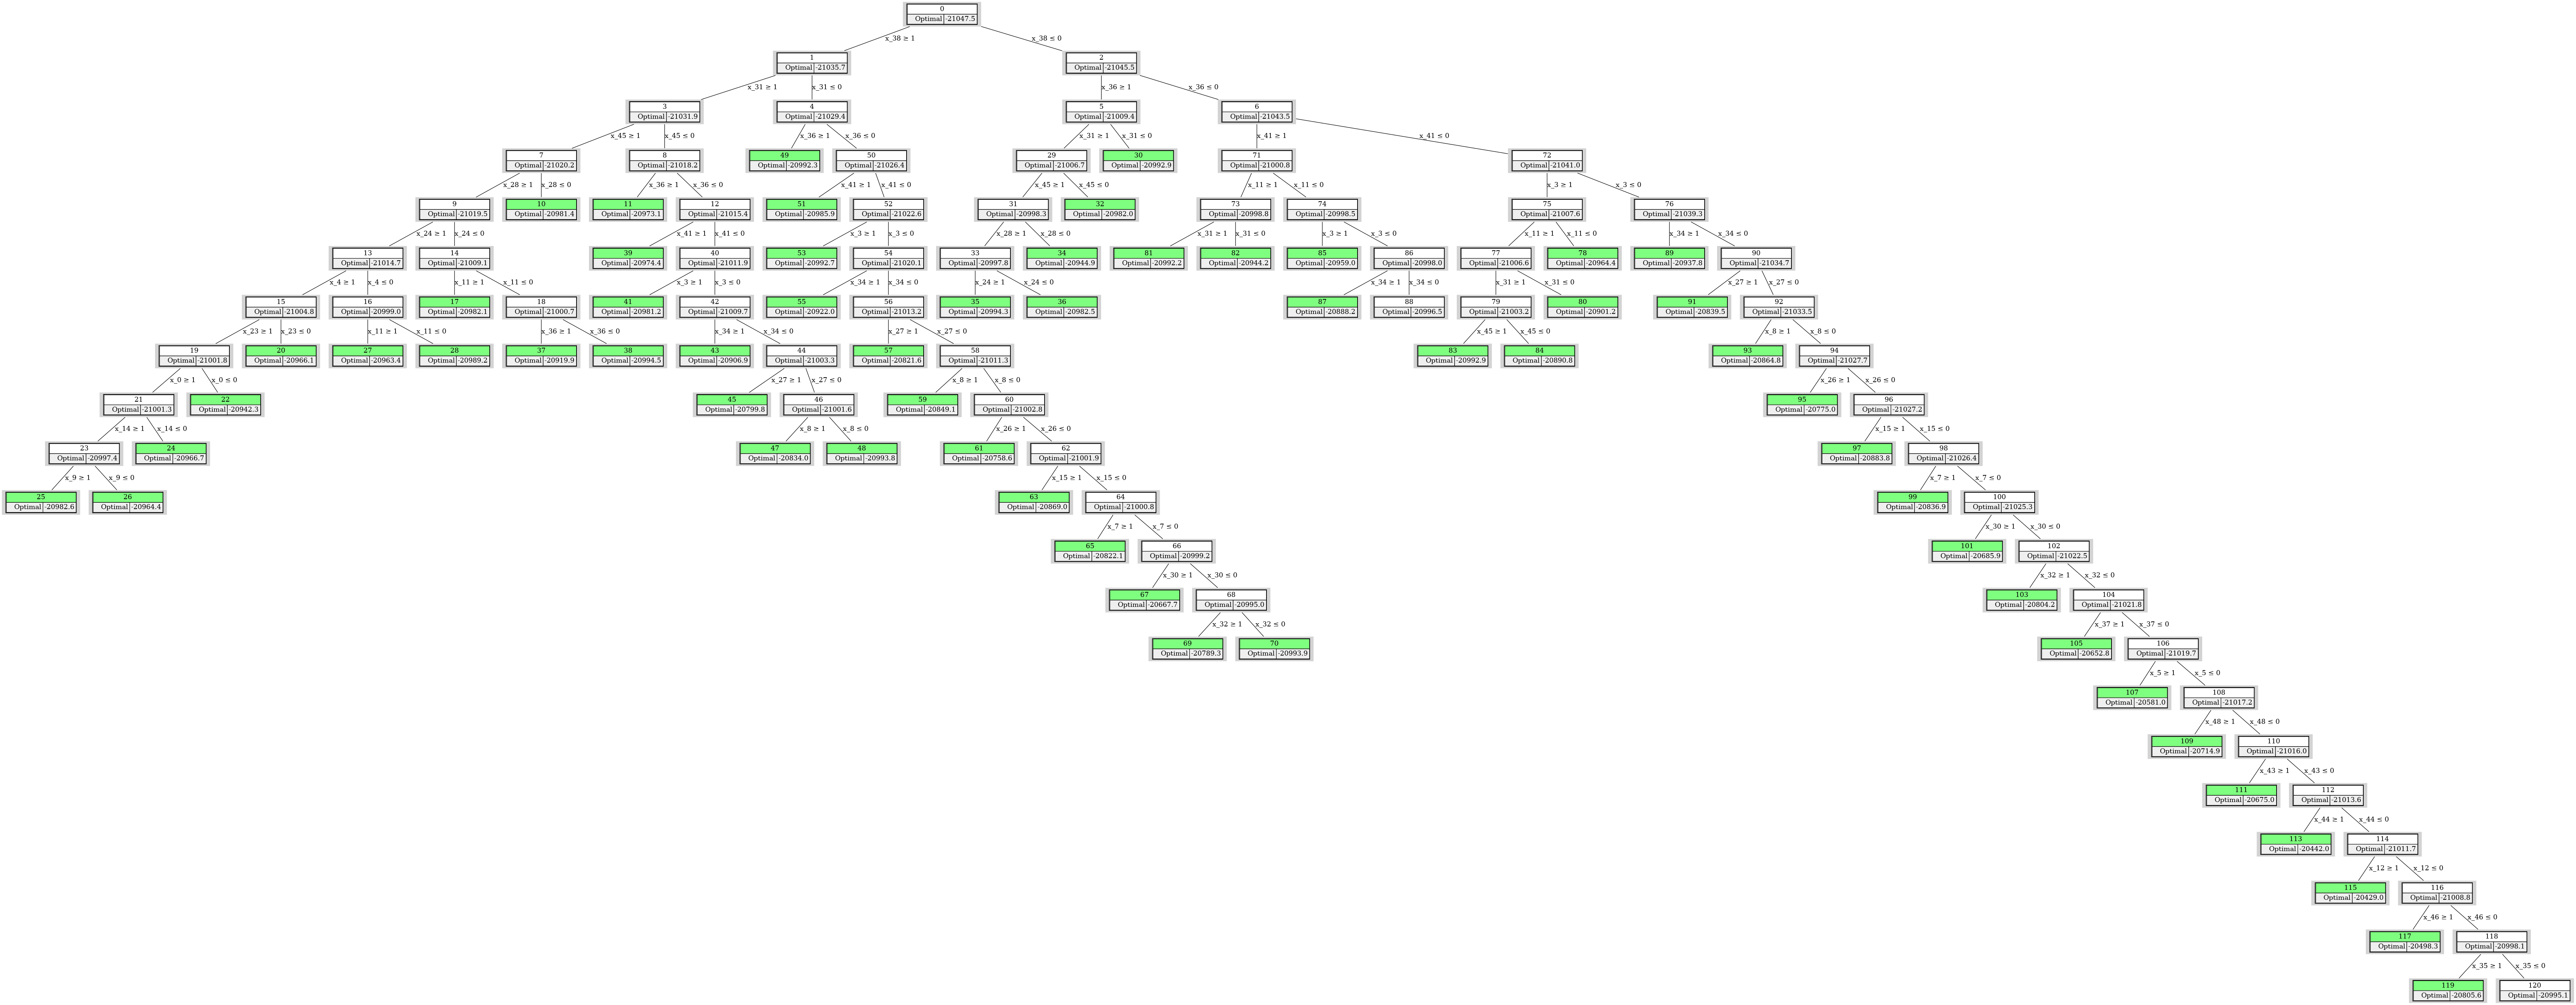 0
Optimal -21047.5
x_38 ≥ 1 x_38 ≤ 0
1 2
Optimal -21035.7 Optimal -21045.5
x_31 ≥ 1 x_31 ≤ 0 x_36 ≥ 1 x_36 ≤ 0
3 4 5 6
Optimal -21031.9 Optimal -21029.4 Optimal -21009.4 Optimal -21043.5
x_45 ≥ 1 x_45 ≤ 0 x_36 ≥ 1 x_36 ≤ 0 x_31 ≥ 1 x_31 ≤ 0 x_41 ≥ 1 x_41 ≤ 0
7 8 49 50 29 30 71 72
Optimal -21020.2 Optimal -21018.2 Optimal -20992.3 Optimal -21026.4 Optimal -21006.7 Optimal -20992.9 Optimal -21000.8 Optimal -21041.0
x_28 ≥ 1 x_28 ≤ 0 x_36 ≥ 1 x_36 ≤ 0 x_41 ≥ 1 x_41 ≤ 0 x_45 ≥ 1 x_45 ≤ 0 x_11 ≥ 1 x_11 ≤ 0 x_3 ≥ 1 x_3 ≤ 0
9 10 11 12 51 52 31 32 73 74 75 76
Optimal -21019.5 Optimal -20981.4 Optimal -20973.1 Optimal -21015.4 Optimal -20985.9 Optimal -21022.6 Optimal -20998.3 Optimal -20982.0 Optimal -20998.8 Optimal -20998.5 Optimal -21007.6 Optimal -21039.3
x_24 ≥ 1 x_24 ≤ 0 x_41 ≥ 1 x_41 ≤ 0 x_3 ≥ 1 x_3 ≤ 0 x_28 ≥ 1 x_28 ≤ 0 x_31 ≥ 1 x_31 ≤ 0 x_3 ≥ 1 x_3 ≤ 0 x_11 ≥ 1 x_11 ≤ 0 x_34 ≥ 1 x_34 ≤ 0
13 14 39 40 53 54 33 34 81 82 85 86 77 78 89 90
Optimal -21014.7 Optimal -21009.1 Optimal -20974.4 Optimal -21011.9 Optimal -20992.7 Optimal -21020.1 Optimal -20997.8 Optimal -20944.9 Optimal -20992.2 Optimal -20944.2 Optimal -20959.0 Optimal -20998.0 Optimal -21006.6 Optimal -20964.4 Optimal -20937.8 Optimal -21034.7
x_4 ≥ 1 x_4 ≤ 0 x_11 ≥ 1 x_11 ≤ 0 x_3 ≥ 1 x_3 ≤ 0 x_34 ≥ 1 x_34 ≤ 0 x_24 ≥ 1 x_24 ≤ 0 x_34 ≥ 1 x_34 ≤ 0 x_31 ≥ 1 x_31 ≤ 0 x_27 ≥ 1 x_27 ≤ 0
15 16 17 18 41 42 55 56 35 36 87 88 79 80 91 92
Optimal -21004.8 Optimal -20999.0 Optimal -20982.1 Optimal -21000.7 Optimal -20981.2 Optimal -21009.7 Optimal -20922.0 Optimal -21013.2 Optimal -20994.3 Optimal -20982.5 Optimal -20888.2 Optimal -20996.5 Optimal -21003.2 Optimal -20901.2 Optimal -20839.5 Optimal -21033.5
x_23 ≥ 1 x_23 ≤ 0 x_11 ≥ 1 x_11 ≤ 0 x_36 ≥ 1 x_36 ≤ 0 x_34 ≥ 1 x_34 ≤ 0 x_27 ≥ 1 x_27 ≤ 0 x_45 ≥ 1 x_45 ≤ 0 x_8 ≥ 1 x_8 ≤ 0
19 20 27 28 37 38 43 44 57 58 83 84 93 94
Optimal -21001.8 Optimal -20966.1 Optimal -20963.4 Optimal -20989.2 Optimal -20919.9 Optimal -20994.5 Optimal -20906.9 Optimal -21003.3 Optimal -20821.6 Optimal -21011.3 Optimal -20992.9 Optimal -20890.8 Optimal -20864.8 Optimal -21027.7
x_0 ≥ 1 x_0 ≤ 0 x_27 ≥ 1 x_27 ≤ 0 x_8 ≥ 1 x_8 ≤ 0 x_26 ≥ 1 x_26 ≤ 0
21 22 45 46 59 60 95 96
Optimal -21001.3 Optimal -20942.3 Optimal -20799.8 Optimal -21001.6 Optimal -20849.1 Optimal -21002.8 Optimal -20775.0 Optimal -21027.2
x_14 ≥ 1 x_14 ≤ 0 x_8 ≥ 1 x_8 ≤ 0 x_26 ≥ 1 x_26 ≤ 0 x_15 ≥ 1 x_15 ≤ 0
23 24 47 48 61 62 97 98
Optimal -20997.4 Optimal -20966.7 Optimal -20834.0 Optimal -20993.8 Optimal -20758.6 Optimal -21001.9 Optimal -20883.8 Optimal -21026.4
x_9 ≥ 1 x_9 ≤ 0 x_15 ≥ 1 x_15 ≤ 0 x_7 ≥ 1 x_7 ≤ 0
25 26 63 64 99 100
Optimal -20982.6 Optimal -20964.4 Optimal -20869.0 Optimal -21000.8 Optimal -20836.9 Optimal -21025.3
x_7 ≥ 1 x_7 ≤ 0 x_30 ≥ 1 x_30 ≤ 0
65 66 101 102
Optimal -20822.1 Optimal -20999.2 Optimal -20685.9 Optimal -21022.5
x_30 ≥ 1 x_30 ≤ 0 x_32 ≥ 1 x_32 ≤ 0
67 68 103 104
Optimal -20667.7 Optimal -20995.0 Optimal -20804.2 Optimal -21021.8
x_32 ≥ 1 x_32 ≤ 0 x_37 ≥ 1 x_37 ≤ 0
69 70 105 106
Optimal -20789.3 Optimal -20993.9 Optimal -20652.8 Optimal -21019.7
x_5 ≥ 1 x_5 ≤ 0
107 108
Optimal -20581.0 Optimal -21017.2
x_48 ≥ 1 x_48 ≤ 0
109 110
Optimal -20714.9 Optimal -21016.0
x_43 ≥ 1 x_43 ≤ 0
111 112
Optimal -20675.0 Optimal -21013.6
x_44 ≥ 1 x_44 ≤ 0
113 114
Optimal -20442.0 Optimal -21011.7
x_12 ≥ 1 x_12 ≤ 0
115 116
Optimal -20429.0 Optimal -21008.8
x_46 ≥ 1 x_46 ≤ 0
117 118
Optimal -20498.3 Optimal -20998.1
x_35 ≥ 1 x_35 ≤ 0
119 120
Optimal -20805.6 Optimal -20995.1